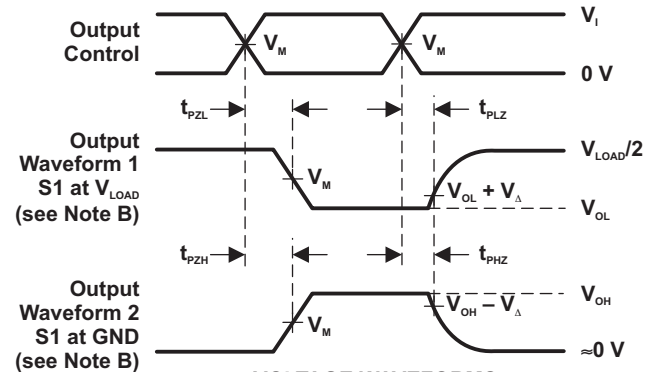 Output
Control
V_M
V_M
V_I
0 V
t_PZL
t_PLZ
Output
Waveform 1
S1 at V_LOAD
(see Note B)
V_M
V_OL + V_Δ
V_LOAD/2
V_OL
t_PZH
t_PHZ
Output
Waveform 2
S1 at GND
(see Note B)
V_M
V_OH – V_Δ
V_OH
≈0 V